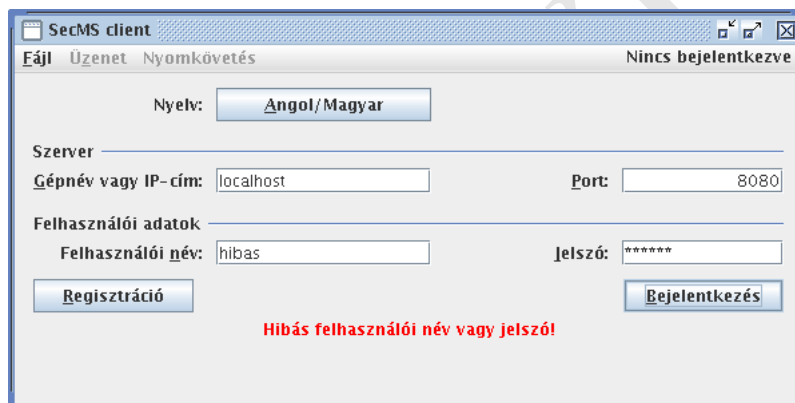 SecMS client
Fájl Üzenet Nyomkövetés Nincs bejelentkezve
Nyelv: Angol/Magyar
Szerver
Gépnév vagy IP-cím: localhost Port: 8080
Felhasználói adatok
Felhasználói név: hibas Jelszó: ******
Regisztráció Bejelentkezés
Hibás felhasználói név vagy jelszó!